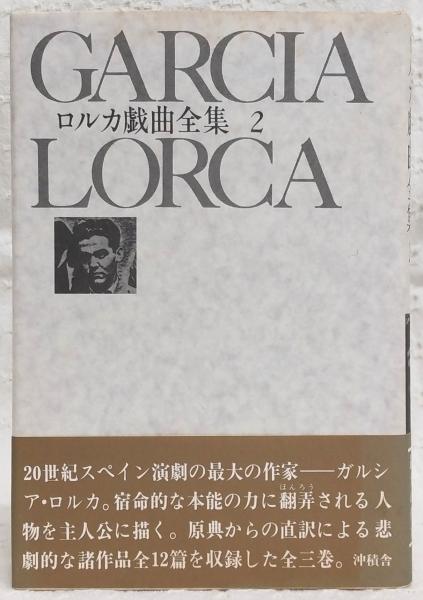 GARCIA
ロルカ戯曲全集 2
LORCA
20世紀スペイン演劇の最大の作家――ガルシ
ア・ロルカ。宿命的な本能の力に翻弄される人
ほんろう
物を主人公に描く。原典からの直訳による悲
劇的な諸作品全12篇を収録した全三巻。沖積舎